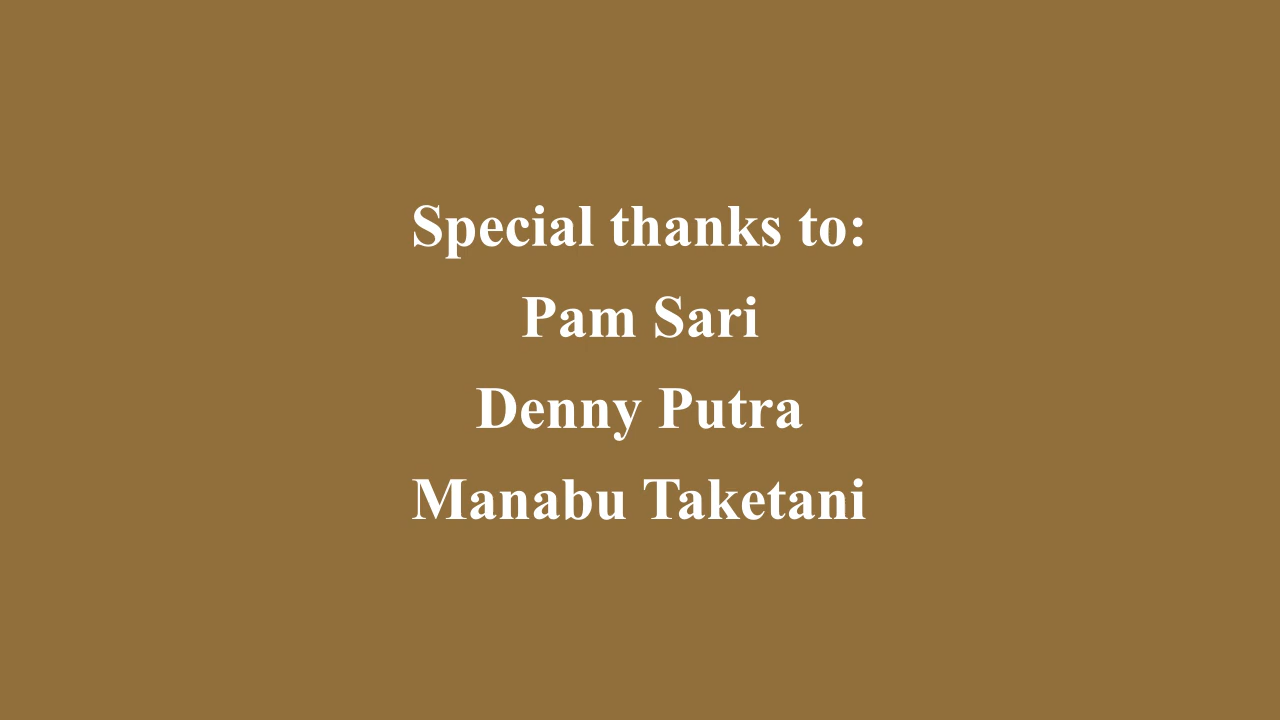 Special thanks to:
Pam Sari
Denny Putra
Manabu Taketani